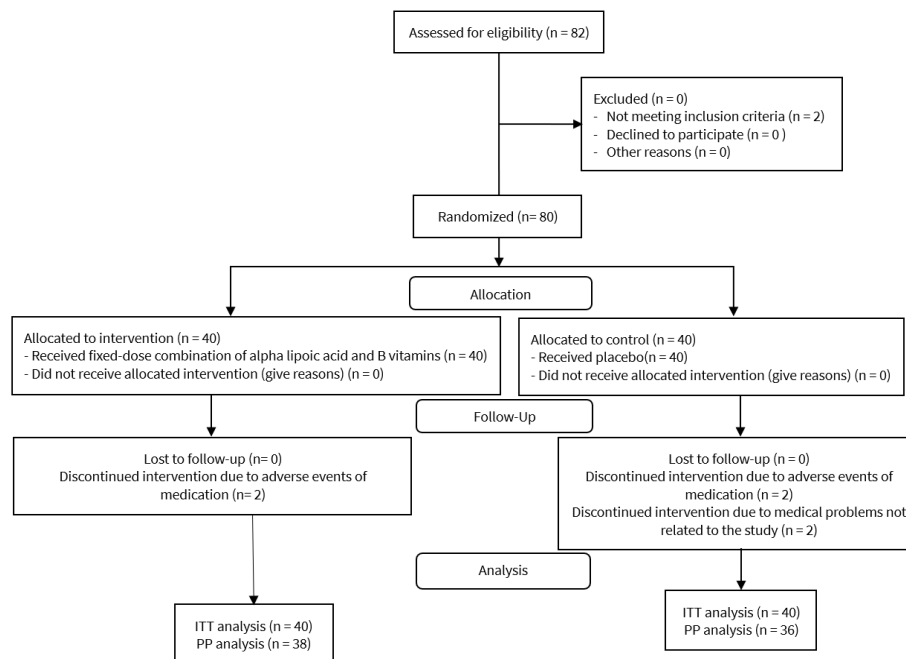 Assessed for eligibility (n = 82)
Excluded (n = 0)
- Not meeting inclusion criteria (n = 2)
- Declined to participate (n = 0 )
- Other reasons (n = 0)
Randomized (n= 80)
Allocation
Allocated to intervention (n = 40)
- Received fixed-dose combination of alpha lipoic acid and B vitamins (n = 40)
- Did not receive allocated intervention (give reasons) (n = 0)
Allocated to control (n = 40)
- Received placebo(n = 40)
- Did not receive allocated intervention (give reasons) (n = 0)
Follow-Up
Lost to follow-up (n= 0)
Discontinued intervention due to adverse events of
medication (n= 2)
Lost to follow-up (n = 0)
Discontinued intervention due to adverse events of
medication (n = 2)
Discontinued intervention due to medical problems not
related to the study (n = 2)
Analysis
ITT analysis (n = 40)
PP analysis (n = 38)
ITT analysis (n = 40)
PP analysis (n = 36)